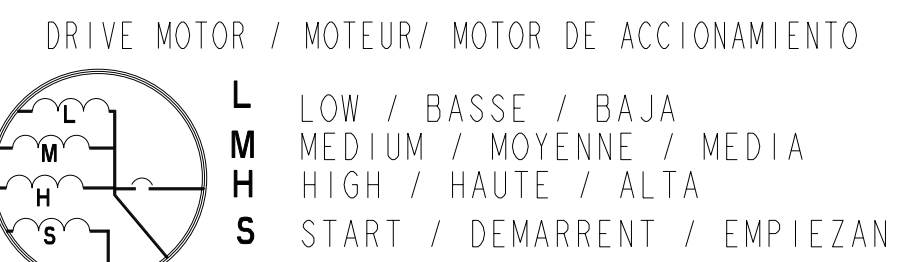 DRIVE MOTOR / MOTEUR/ MOTOR DE ACCIONAMIENTO
L
M
H
S
L LOW / BASSE / BAJA
M MEDIUM / MOYENNE / MEDIA
H HIGH / HAUTE / ALTA
S START / DEMARRENT / EMPIEZAN